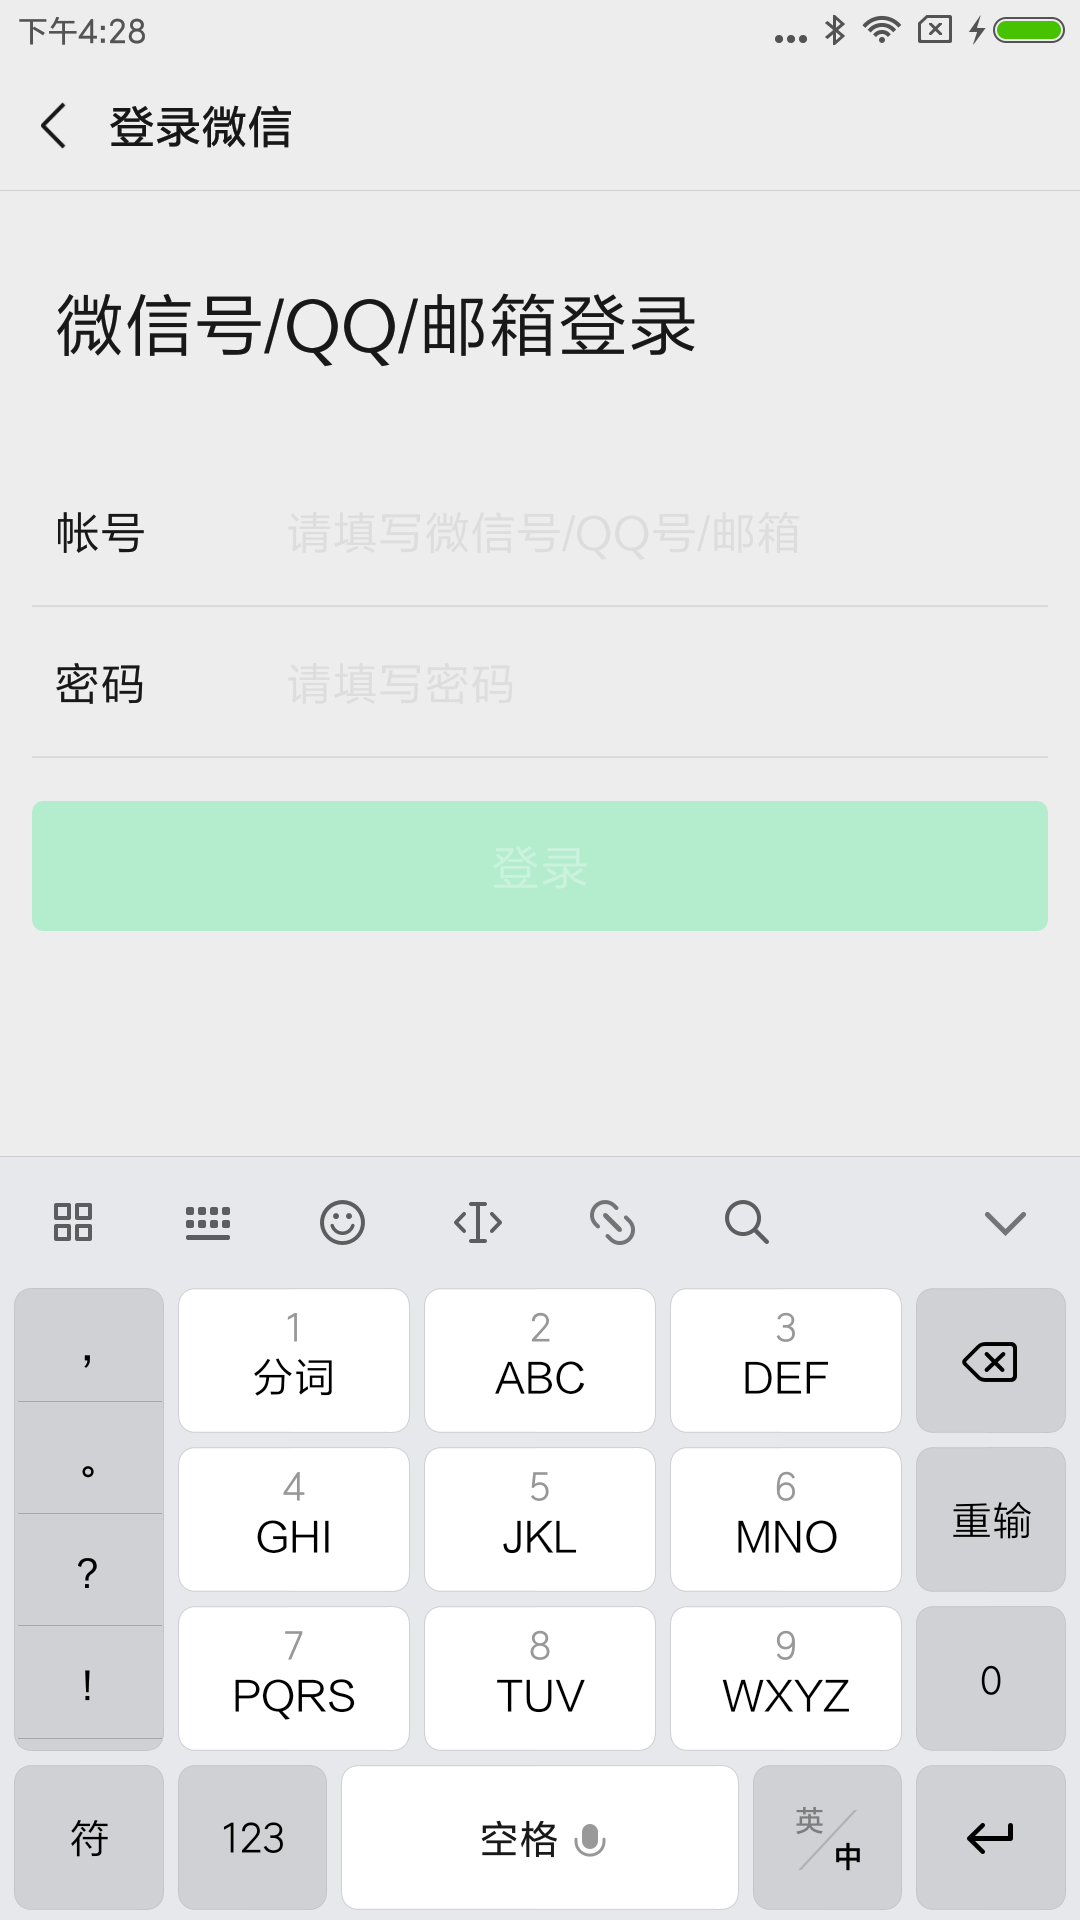 下午4:28
登录微信
微信号/QQ/邮箱登录
帐号 请填写微信号/QQ号/邮箱
密码 请填写密码
登录
，
。
?
!
1
分词
2
ABC
3
DEF
4
GHI
5
JKL
6
MNO
重输
7
PQRS
8
TUV
9
WXYZ
0
符
123
空格
英/中